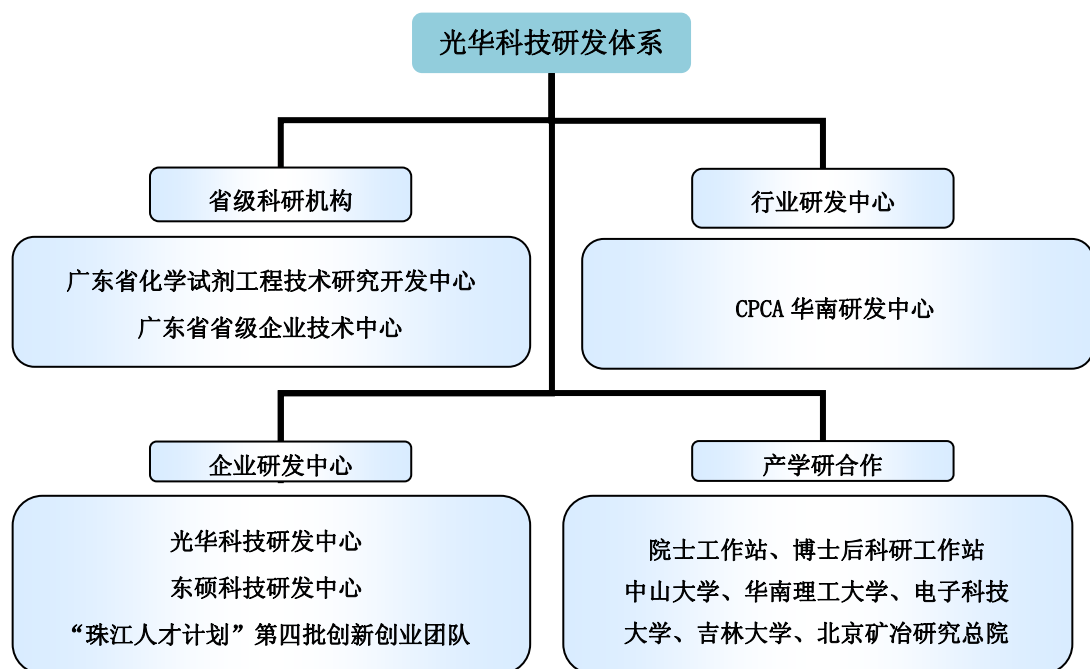 光华科技研发体系
省级科研机构
广东省化学试剂工程技术研究开发中心
广东省省级企业技术中心
行业研发中心
CPCA 华南研发中心
企业研发中心
光华科技研发中心
东硕科技研发中心
“珠江人才计划”第四批创新创业团队
产学研合作
院士工作站、博士后科研工作站
中山大学、华南理工大学、电子科技
大学、吉林大学、北京矿冶研究总院